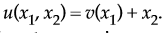 u(x₁, x₂) = v(x₁) + x₂.